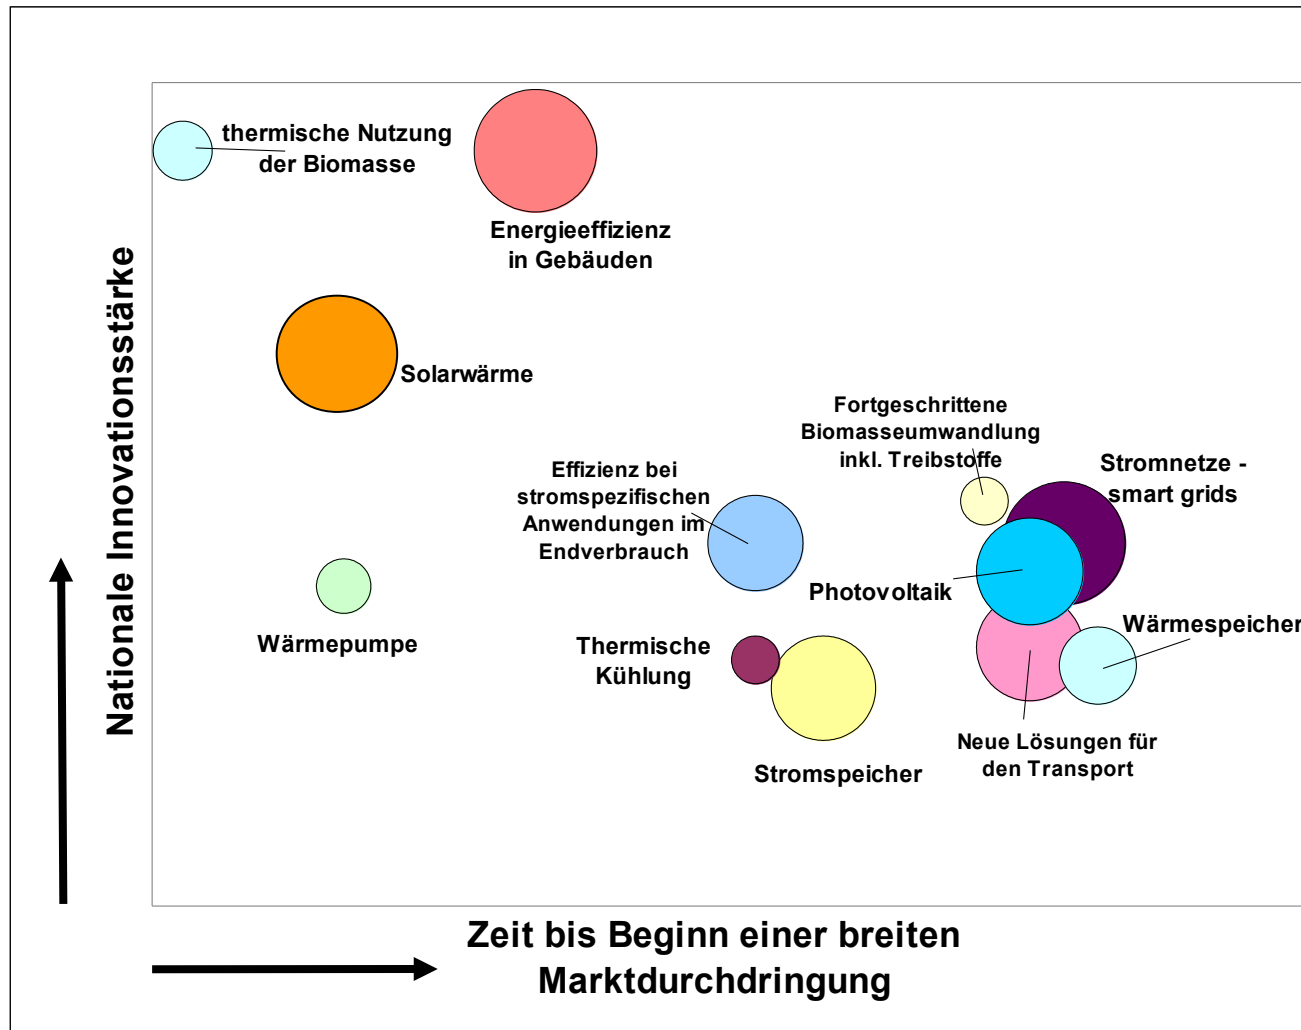 thermische Nutzung
der Biomasse
Energieeffizienz
in Gebäuden
Solarwärme
Fortgeschrittene
Biomasseumwandlung
inkl. Treibstoffe
Stromnetze -
smart grids
Effizienz bei
stromspezifischen
Anwendungen im
Endverbrauch
Photovoltaik
Wärmepumpe
Wärmespeicher
Thermische
Kühlung
Stromspeicher
Neue Lösungen für
den Transport
Nationale Innovationsstärke
Zeit bis Beginn einer breiten
Marktdurchdringung